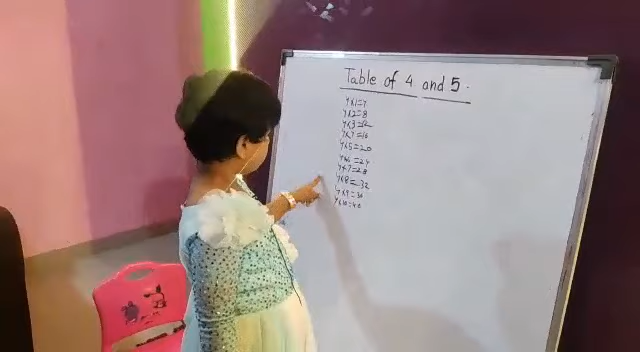 Table of 4 and 5.
4x1=4
4x2=8
4x3=12
4x4=16
4x5=20
4x6=24
4x7=28
4x8=32
4x9=36
4x10=40